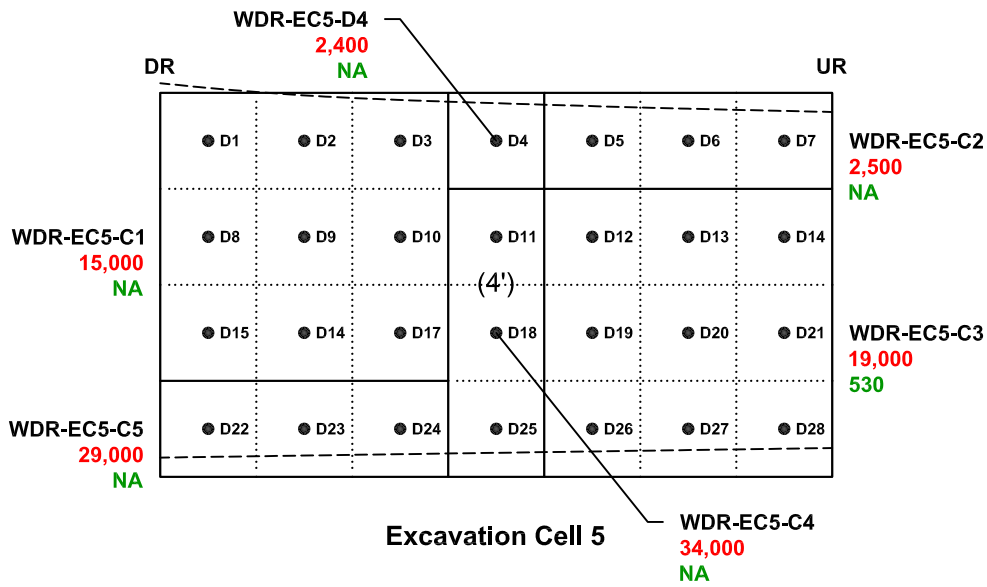 WDR-EC5-D4
2,400
NA
DR
UR
D1 D2 D3 D4 D5 D6 D7
WDR-EC5-C2
2,500
NA
WDR-EC5-C1
15,000
NA
D8 D9 D10 D11 D12 D13 D14
(4')
D15 D14 D17 D18 D19 D20 D21
WDR-EC5-C3
19,000
530
WDR-EC5-C5
29,000
NA
D22 D23 D24 D25 D26 D27 D28
WDR-EC5-C4
34,000
NA
Excavation Cell 5